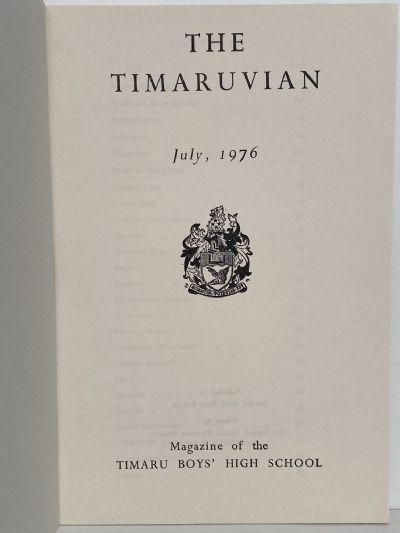 THE
TIMARUVIAN
July, 1976
Magazine of the
TIMARU BOYS' HIGH SCHOOL